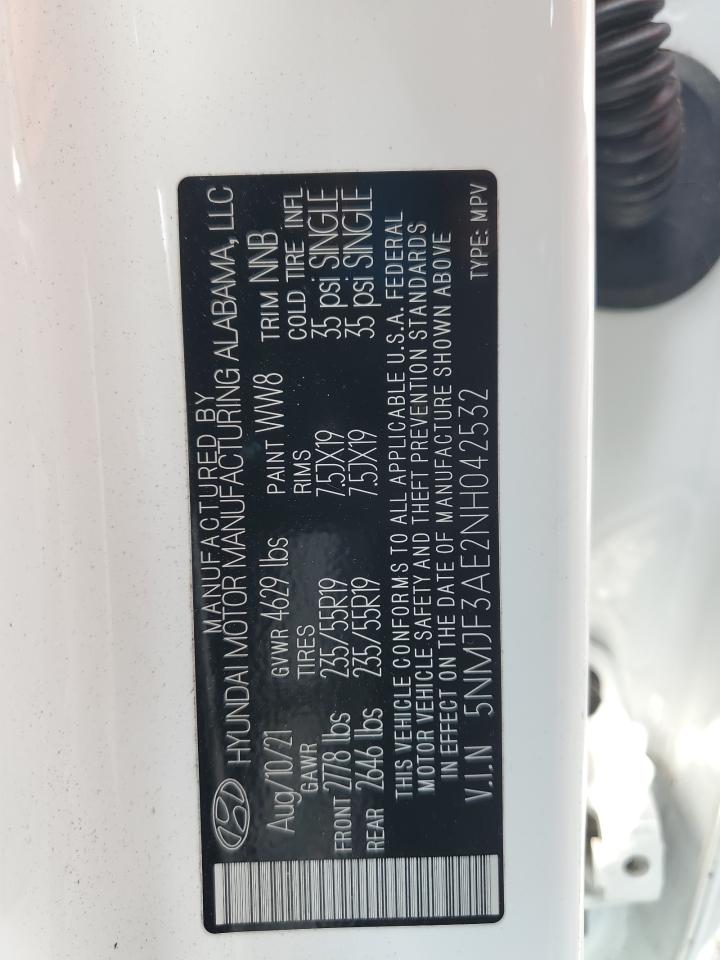 MANUFACTURED BY
HYUNDAI MOTOR MANUFACTURING ALABAMA, LLC
Aug/10/21 GVWR 4629 lbs PAINT WW8 TRIM NNB
GAWR TIRES RIMS COLD TIRE INFL
FRONT 2778 lbs 235/55R19 7.5JX19 35 psi SINGLE
REAR 2646 lbs 235/55R19 7.5JX19 35 psi SINGLE
THIS VEHICLE CONFORMS TO ALL APPLICABLE U.S.A. FEDERAL
MOTOR VEHICLE SAFETY AND THEFT PREVENTION STANDARDS
IN EFFECT ON THE DATE OF MANUFACTURE SHOWN ABOVE
V.I.N 5NMJF3AE2NH042532
TYPE: MPV